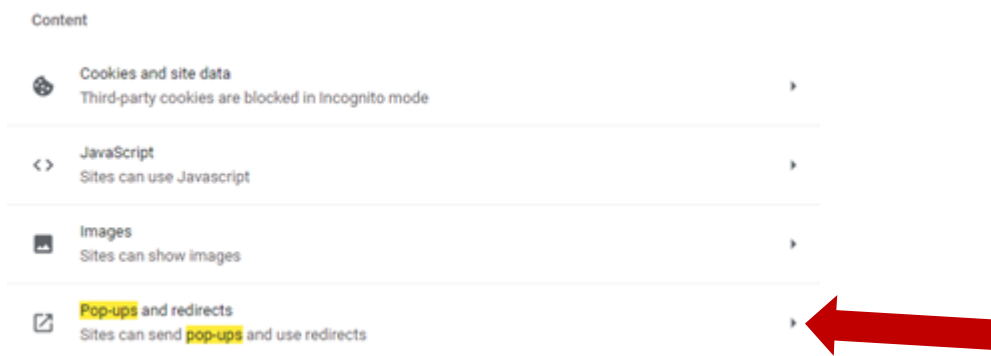 Content
Cookies and site data
Third-party cookies are blocked in Incognito mode
JavaScript
Sites can use Javascript
Images
Sites can show images
Pop-ups and redirects
Sites can send pop-ups and use redirects